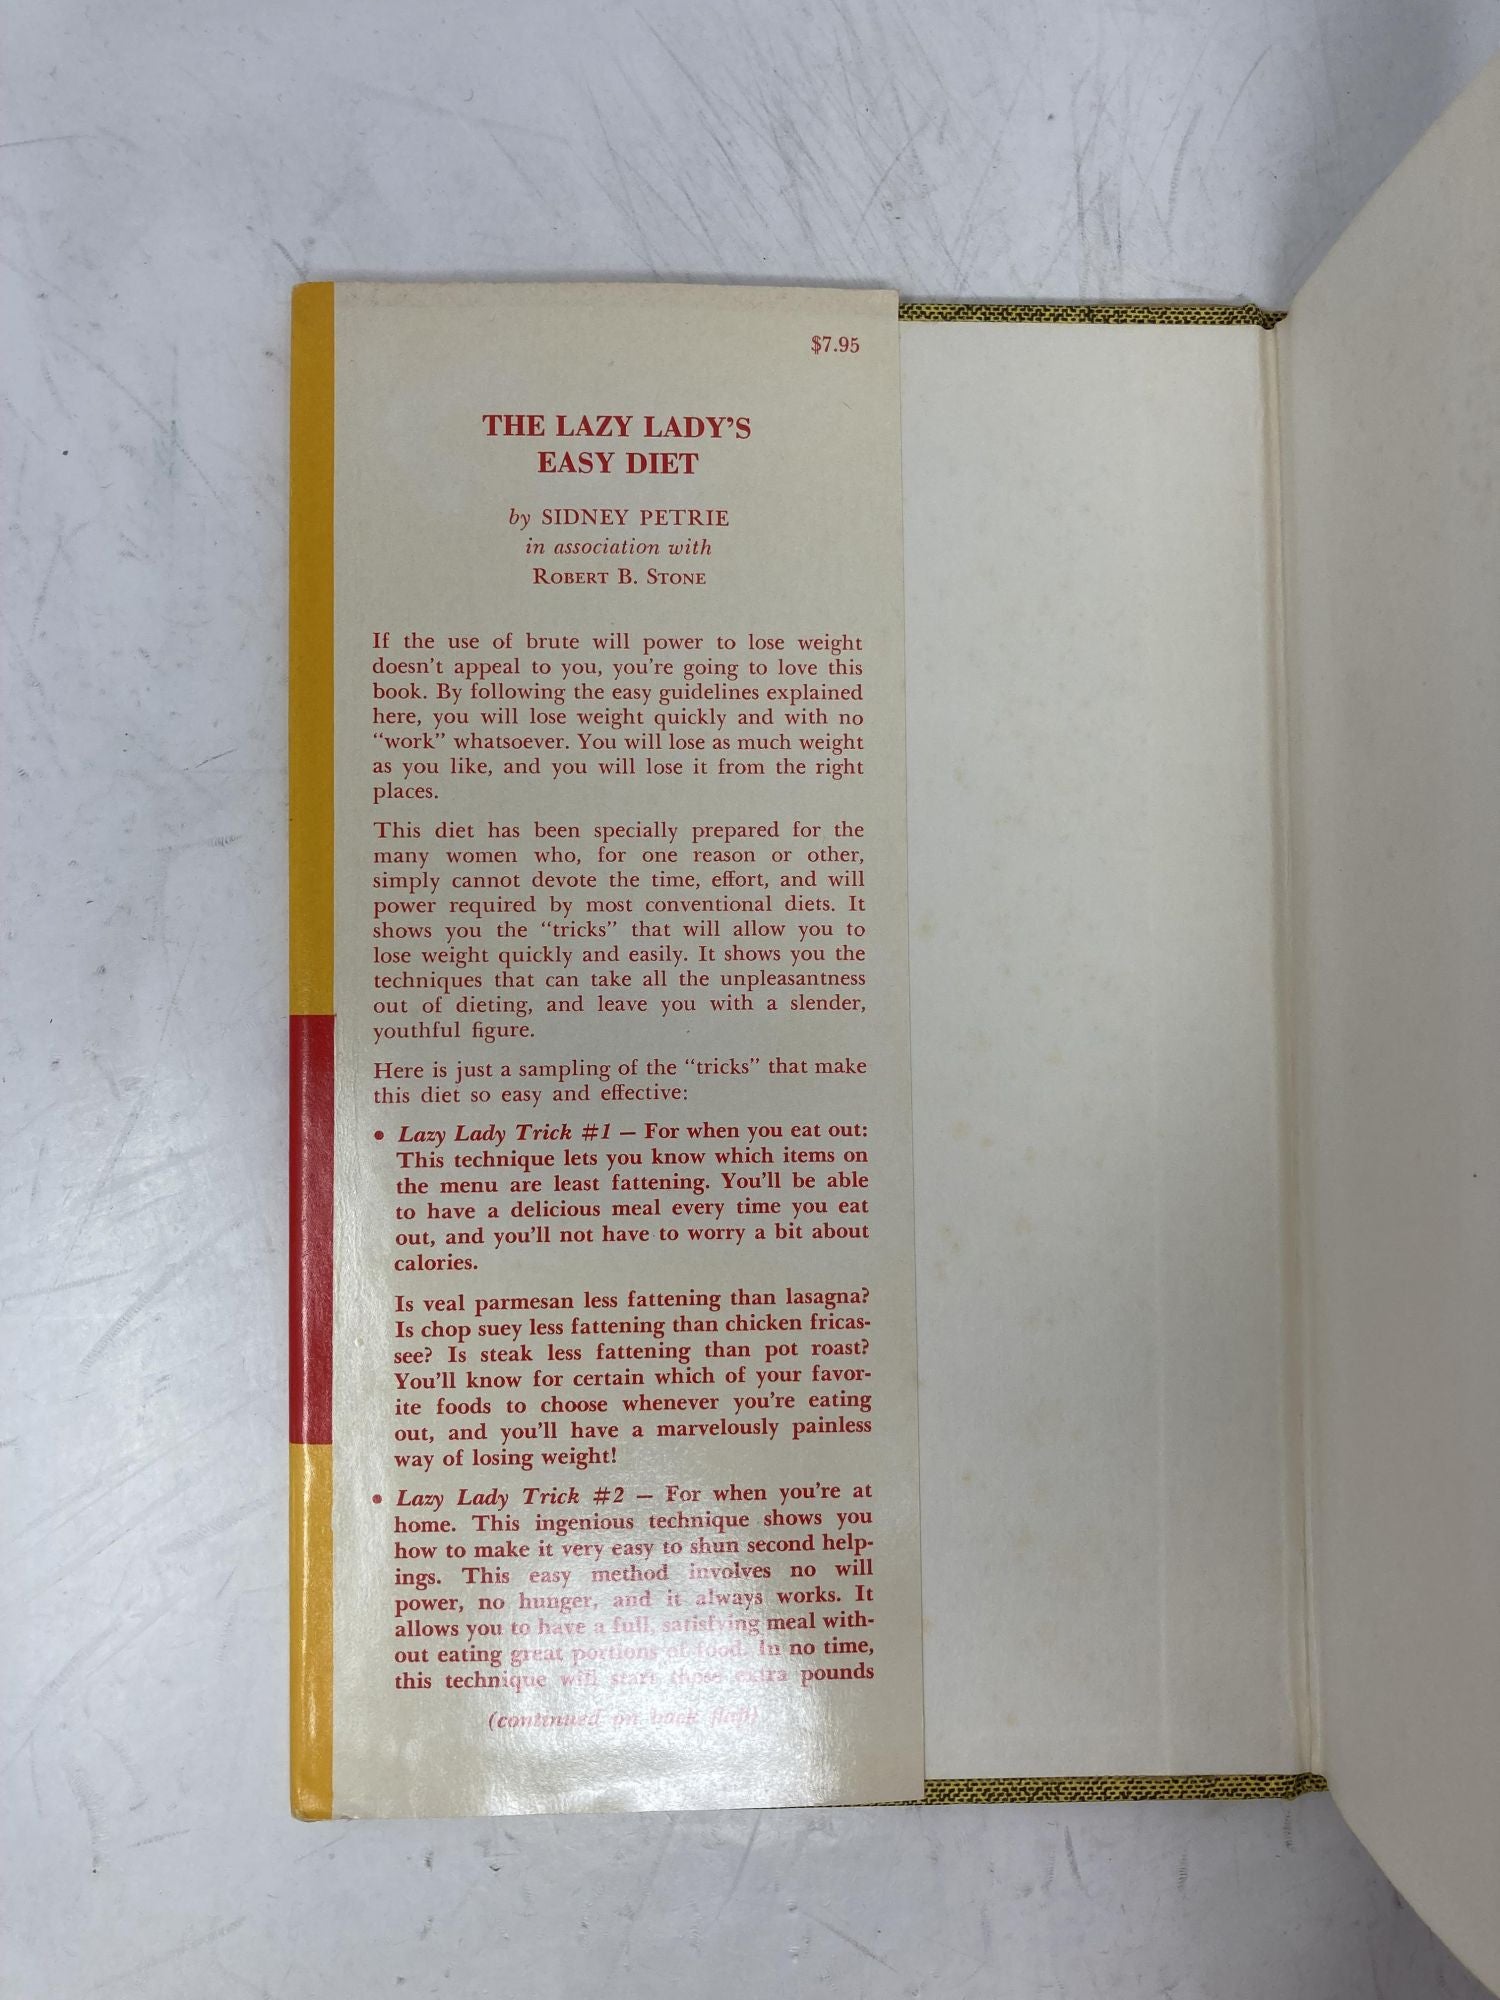 $7.95
THE LAZY LADY'S
EASY DIET
by SIDNEY PETRIE
in association with
ROBERT B. STONE
If the use of brute will power to lose weight
doesn't appeal to you, you're going to love this
book. By following the easy guidelines explained
here, you will lose weight quickly and with no
"work" whatsoever. You will lose as much weight
as you like, and you will lose it from the right
places.
This diet has been specially prepared for the
many women who, for one reason or other,
simply cannot devote the time, effort, and will
power required by most conventional diets. It
shows you the "tricks" that will allow you to
lose weight quickly and easily. It shows you the
techniques that can take all the unpleasantness
out of dieting, and leave you with a slender,
youthful figure.
Here is just a sampling of the "tricks" that make
this diet so easy and effective:
• Lazy Lady Trick #1 — For when you eat out:
This technique lets you know which items on
the menu are least fattening. You'll be able
to have a delicious meal every time you eat
out, and you'll not have to worry a bit about
calories.
Is veal parmesan less fattening than lasagna?
Is chop suey less fattening than chicken fricas-
see? Is steak less fattening than pot roast?
You'll know for certain which of your favor-
ite foods to choose whenever you're eating
out, and you'll have a marvelously painless
way of losing weight!
• Lazy Lady Trick #2 — For when you're at
home. This ingenious technique shows you
how to make it very easy to shun second help-
ings. This easy method involves no will
power, no hunger, and it always works. It
allows you to have a full, satisfying meal with-
out eating great portions of food. In no time,
this technique will start those extra pounds
(continued on back flap)